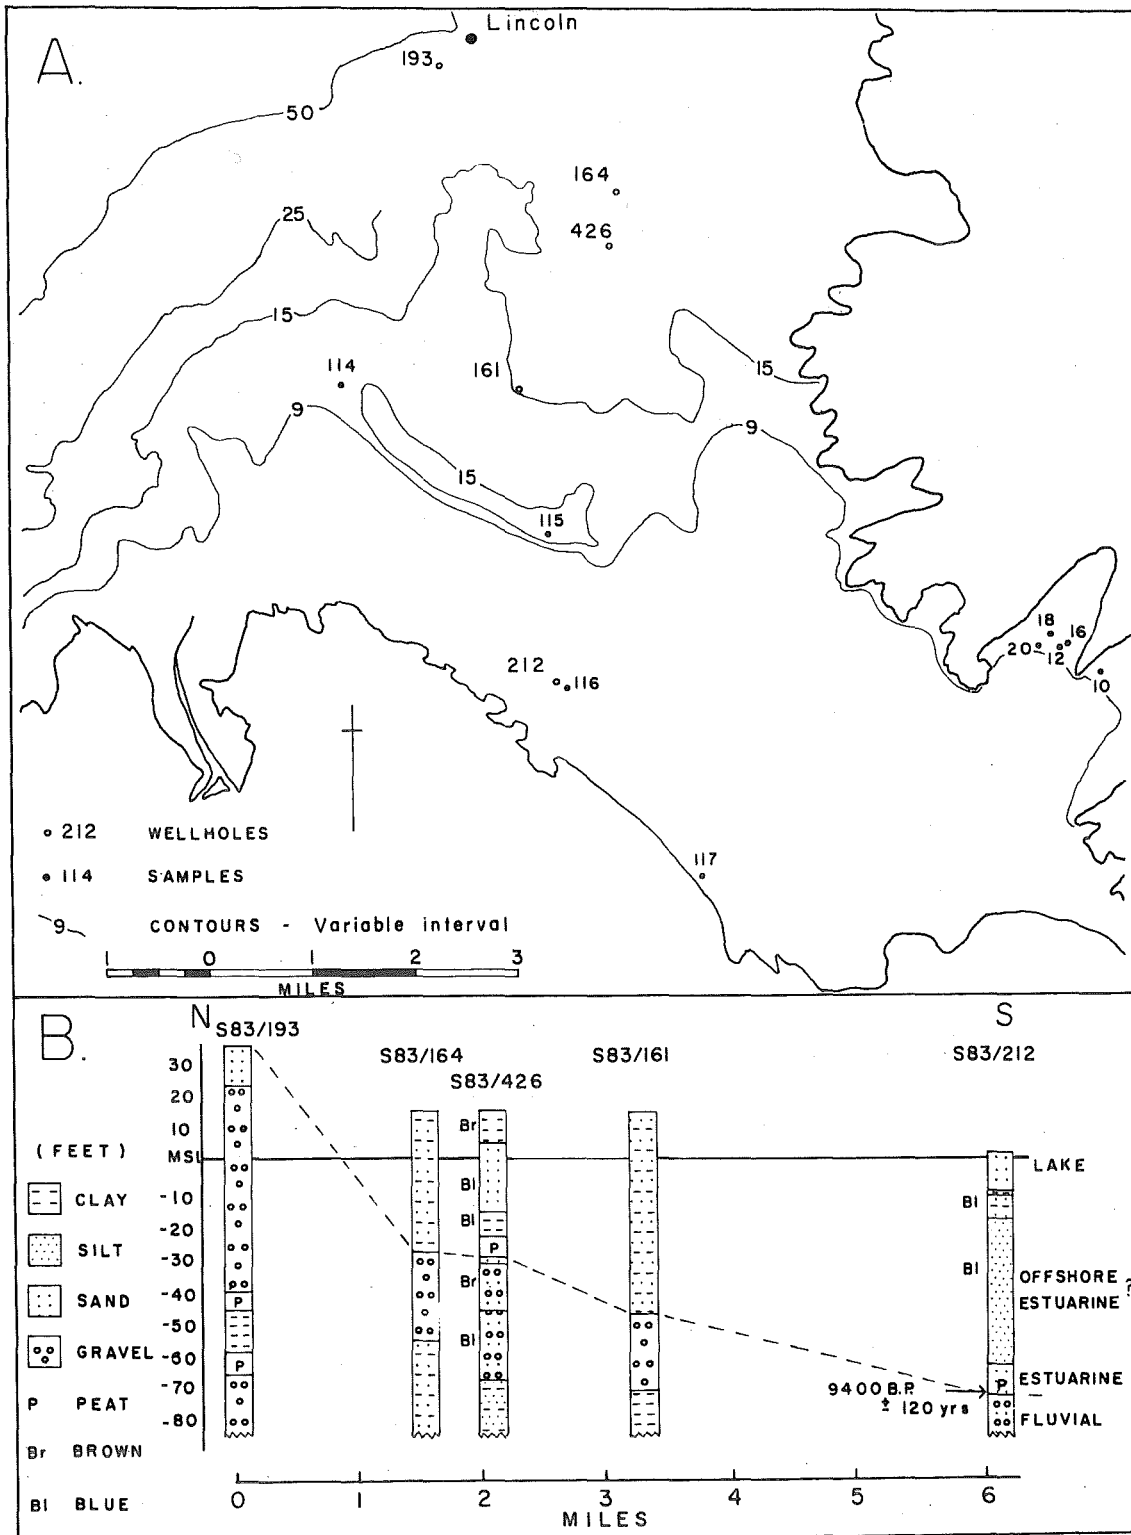 A.
Lincoln
193
50
164
426
25
15
114
161
15
9
9
15
115
18
16
20
12
10
212
116
212 WELLHOLES
114 SAMPLES
117
9 CONTOURS - Variable interval
1 0 1 2 3
MILES
B.
N
S
S83/193
S83/164
S83/426
S83/161
S83/212
30
20
10
(FEET)
MSL
-10
-20
-30
-40
-50
-60
-70
-80
CLAY
SILT
SAND
GRAVEL
P PEAT
Br BROWN
Bl BLUE
P
P
Br
Bl
Bl
P
Br
Bl
Bl
Bl
P
LAKE
OFFSHORE
ESTUARINE ?
ESTUARINE
FLUVIAL
9400 B.P.
± 120 yrs
0 1 2 3 4 5 6
MILES